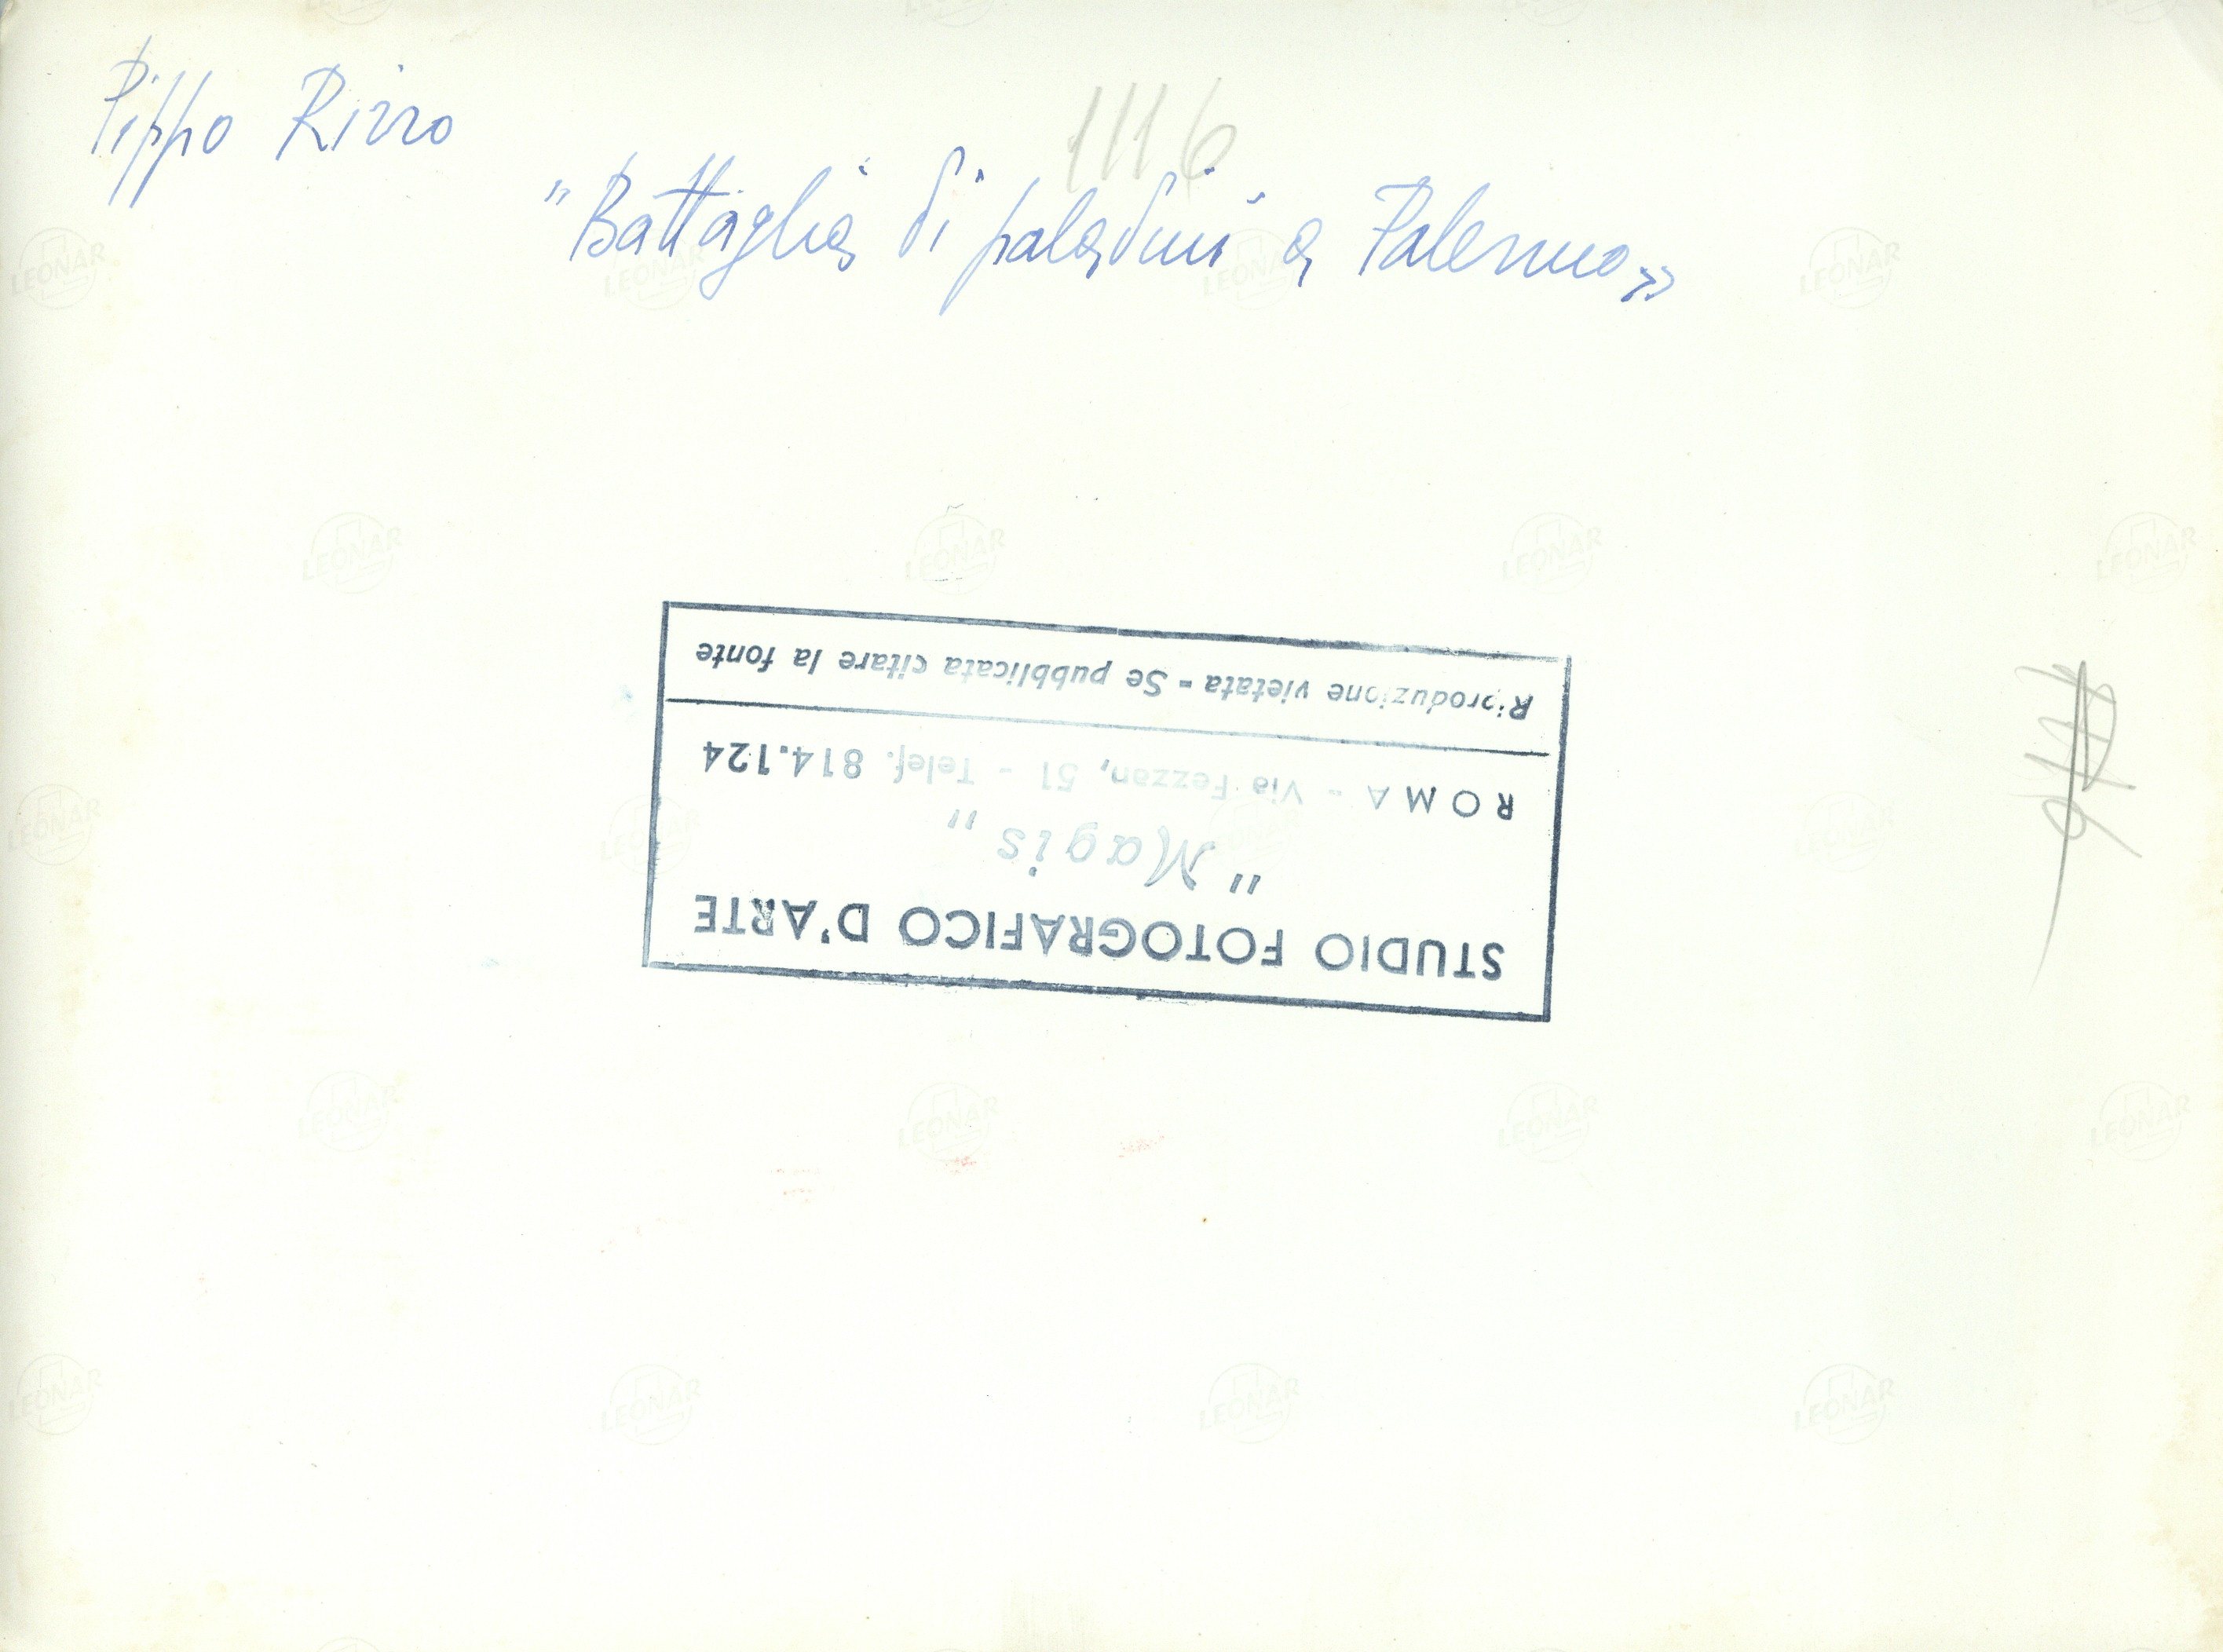 Pippo Rizzo
1116
"Battaglia di paladini a Palermo»
STUDIO FOTOGRAFICO D'ARTE
"Magis"
ROMA - Via Fezzan, 51 - Telef. 814.124
Riproduzione vietata - Se pubblicata citare la fonte
LEONAR